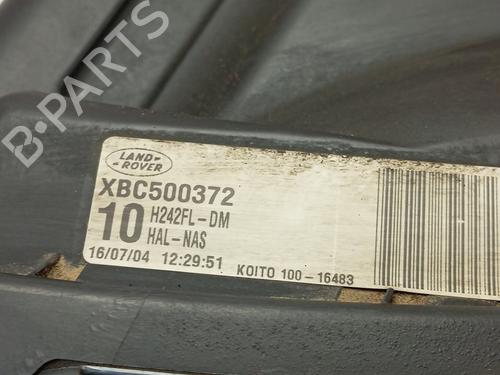 B-PARTS
LAND-
ROVER
XBC500372
10 H242FL-DM
HAL-NAS
16/07/04 12:29:51 KOITO 100-16483